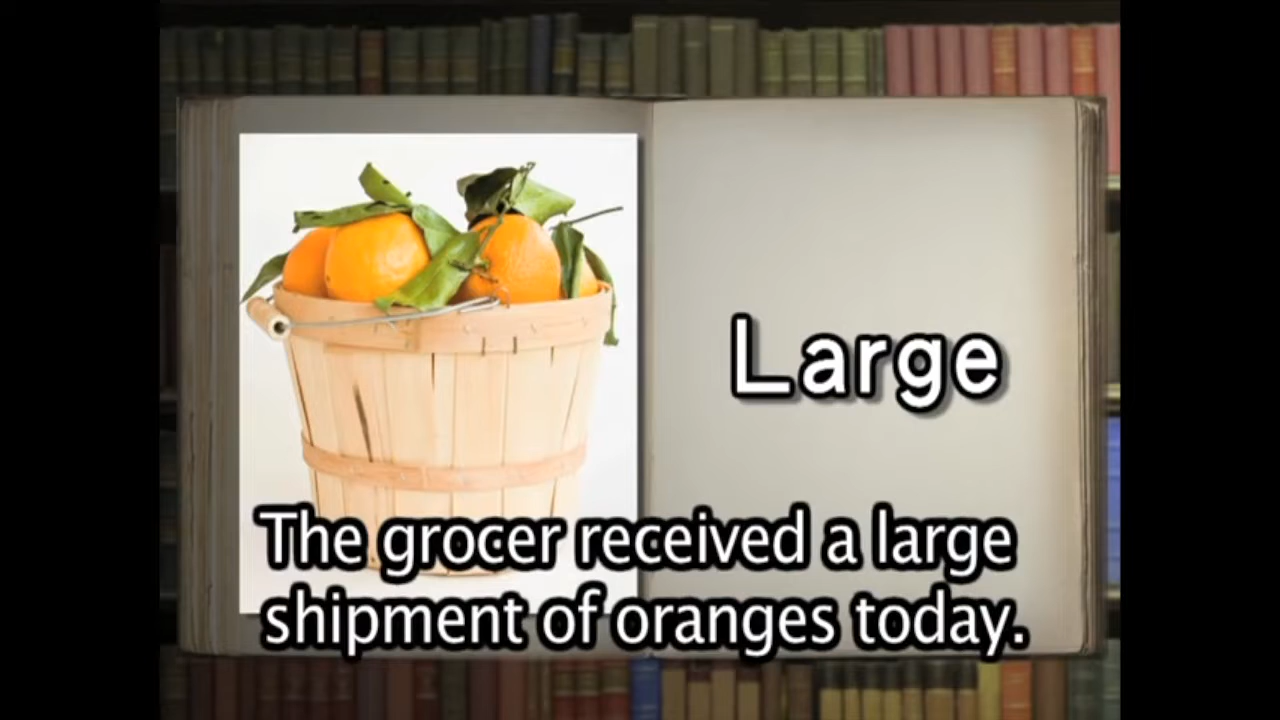 Large
The grocer received a large
shipment of oranges today.